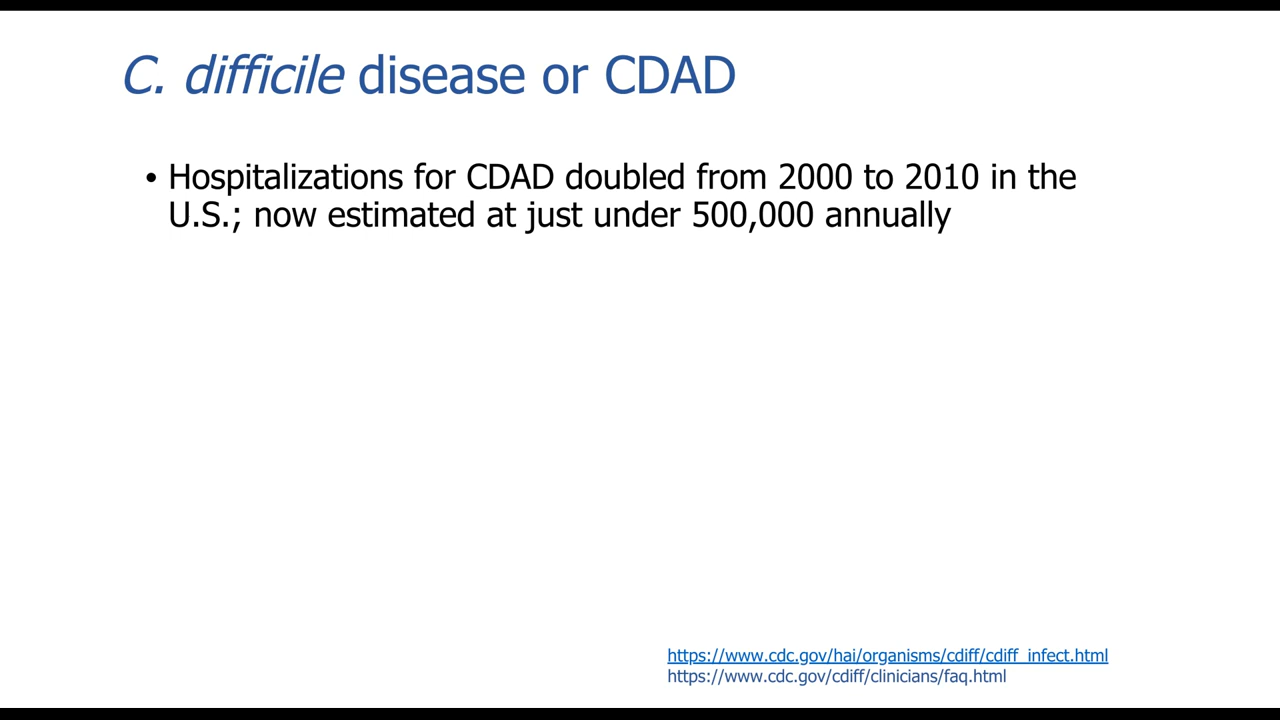 C. difficile disease or CDAD
• Hospitalizations for CDAD doubled from 2000 to 2010 in the
U.S.; now estimated at just under 500,000 annually
https://www.cdc.gov/hai/organisms/cdiff/cdiff_infect.html
https://www.cdc.gov/cdiff/clinicians/faq.html